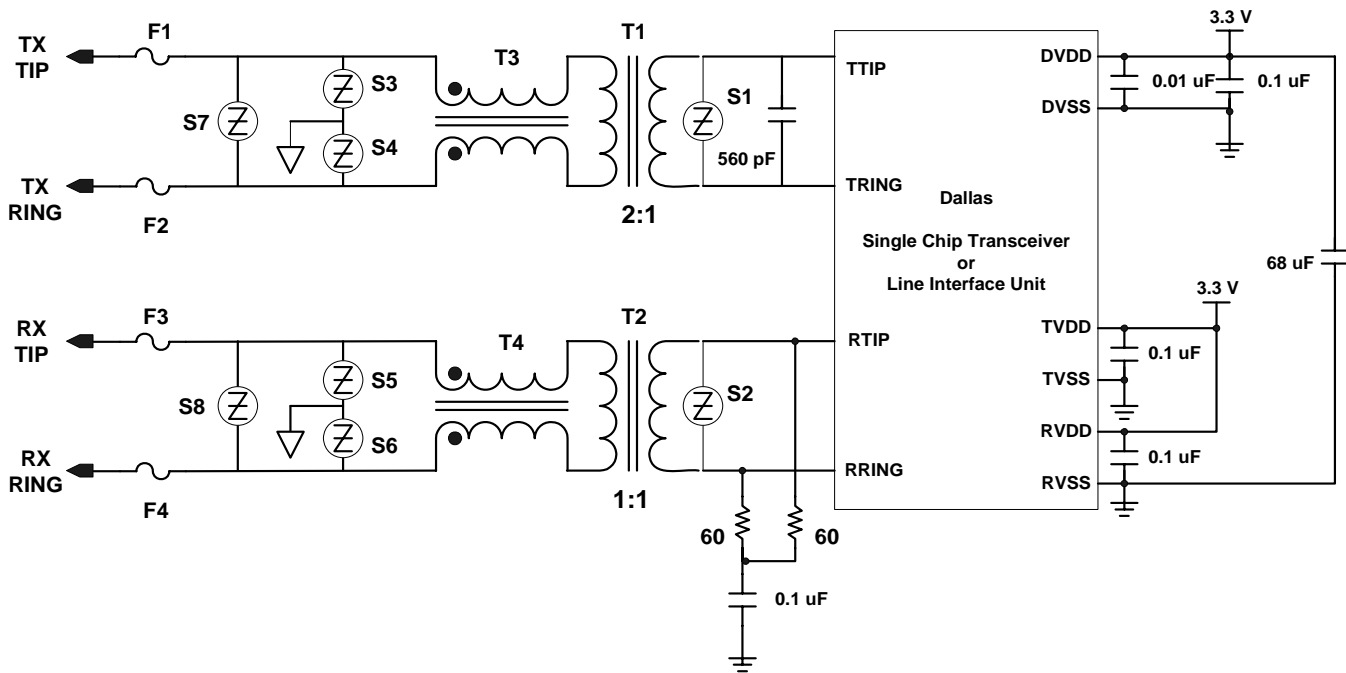 TX
TIP
F1
S7
S3
S4
T3
T1
S1
560 pF
TX
RING
F2
2:1
TTIP
TRING
Dallas
Single Chip Transceiver
or
Line Interface Unit
DVDD
DVSS
0.01 uF
3.3 V
0.1 uF
68 uF
RX
TIP
F3
S8
S5
S6
T4
T2
S2
RX
RING
F4
1:1
RTIP
RRING
60
60
0.1 uF
3.3 V
TVDD
0.1 uF
TVSS
RVDD
0.1 uF
RVSS